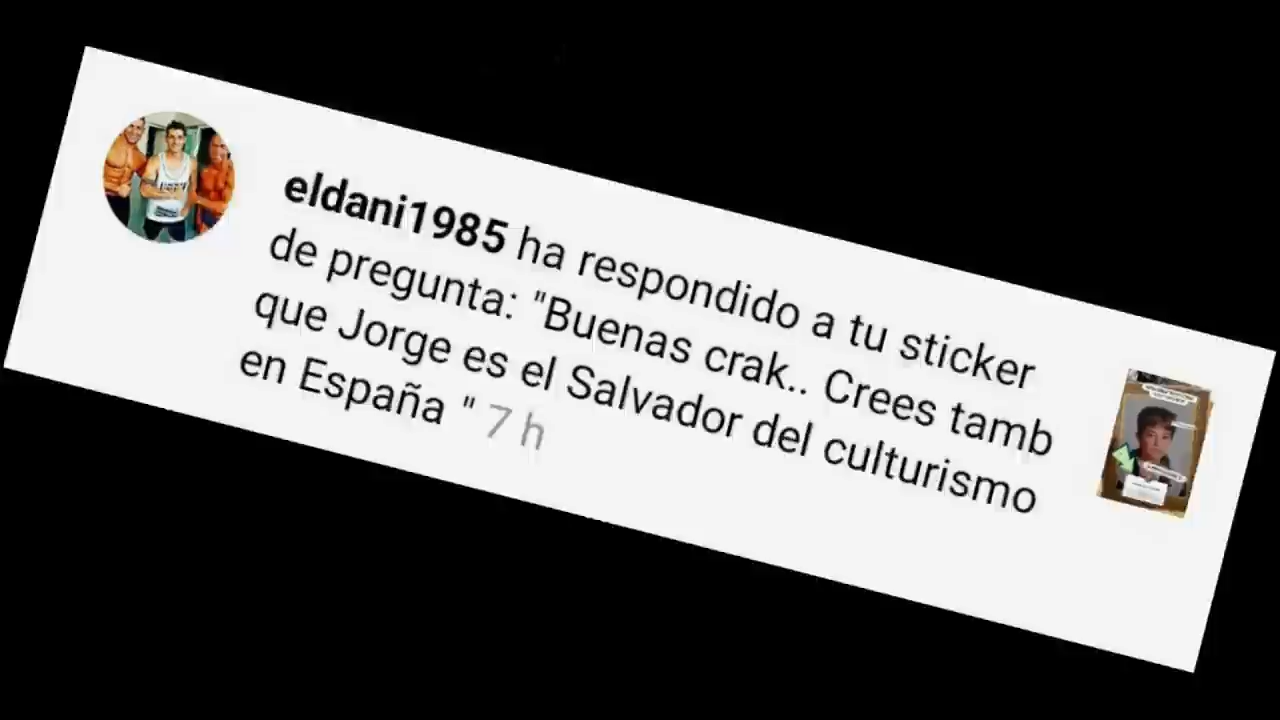 eldani1985 ha respondido a tu sticker
de pregunta: "Buenas crak.. Crees tamb
que Jorge es el Salvador del culturismo
en España " 7 h